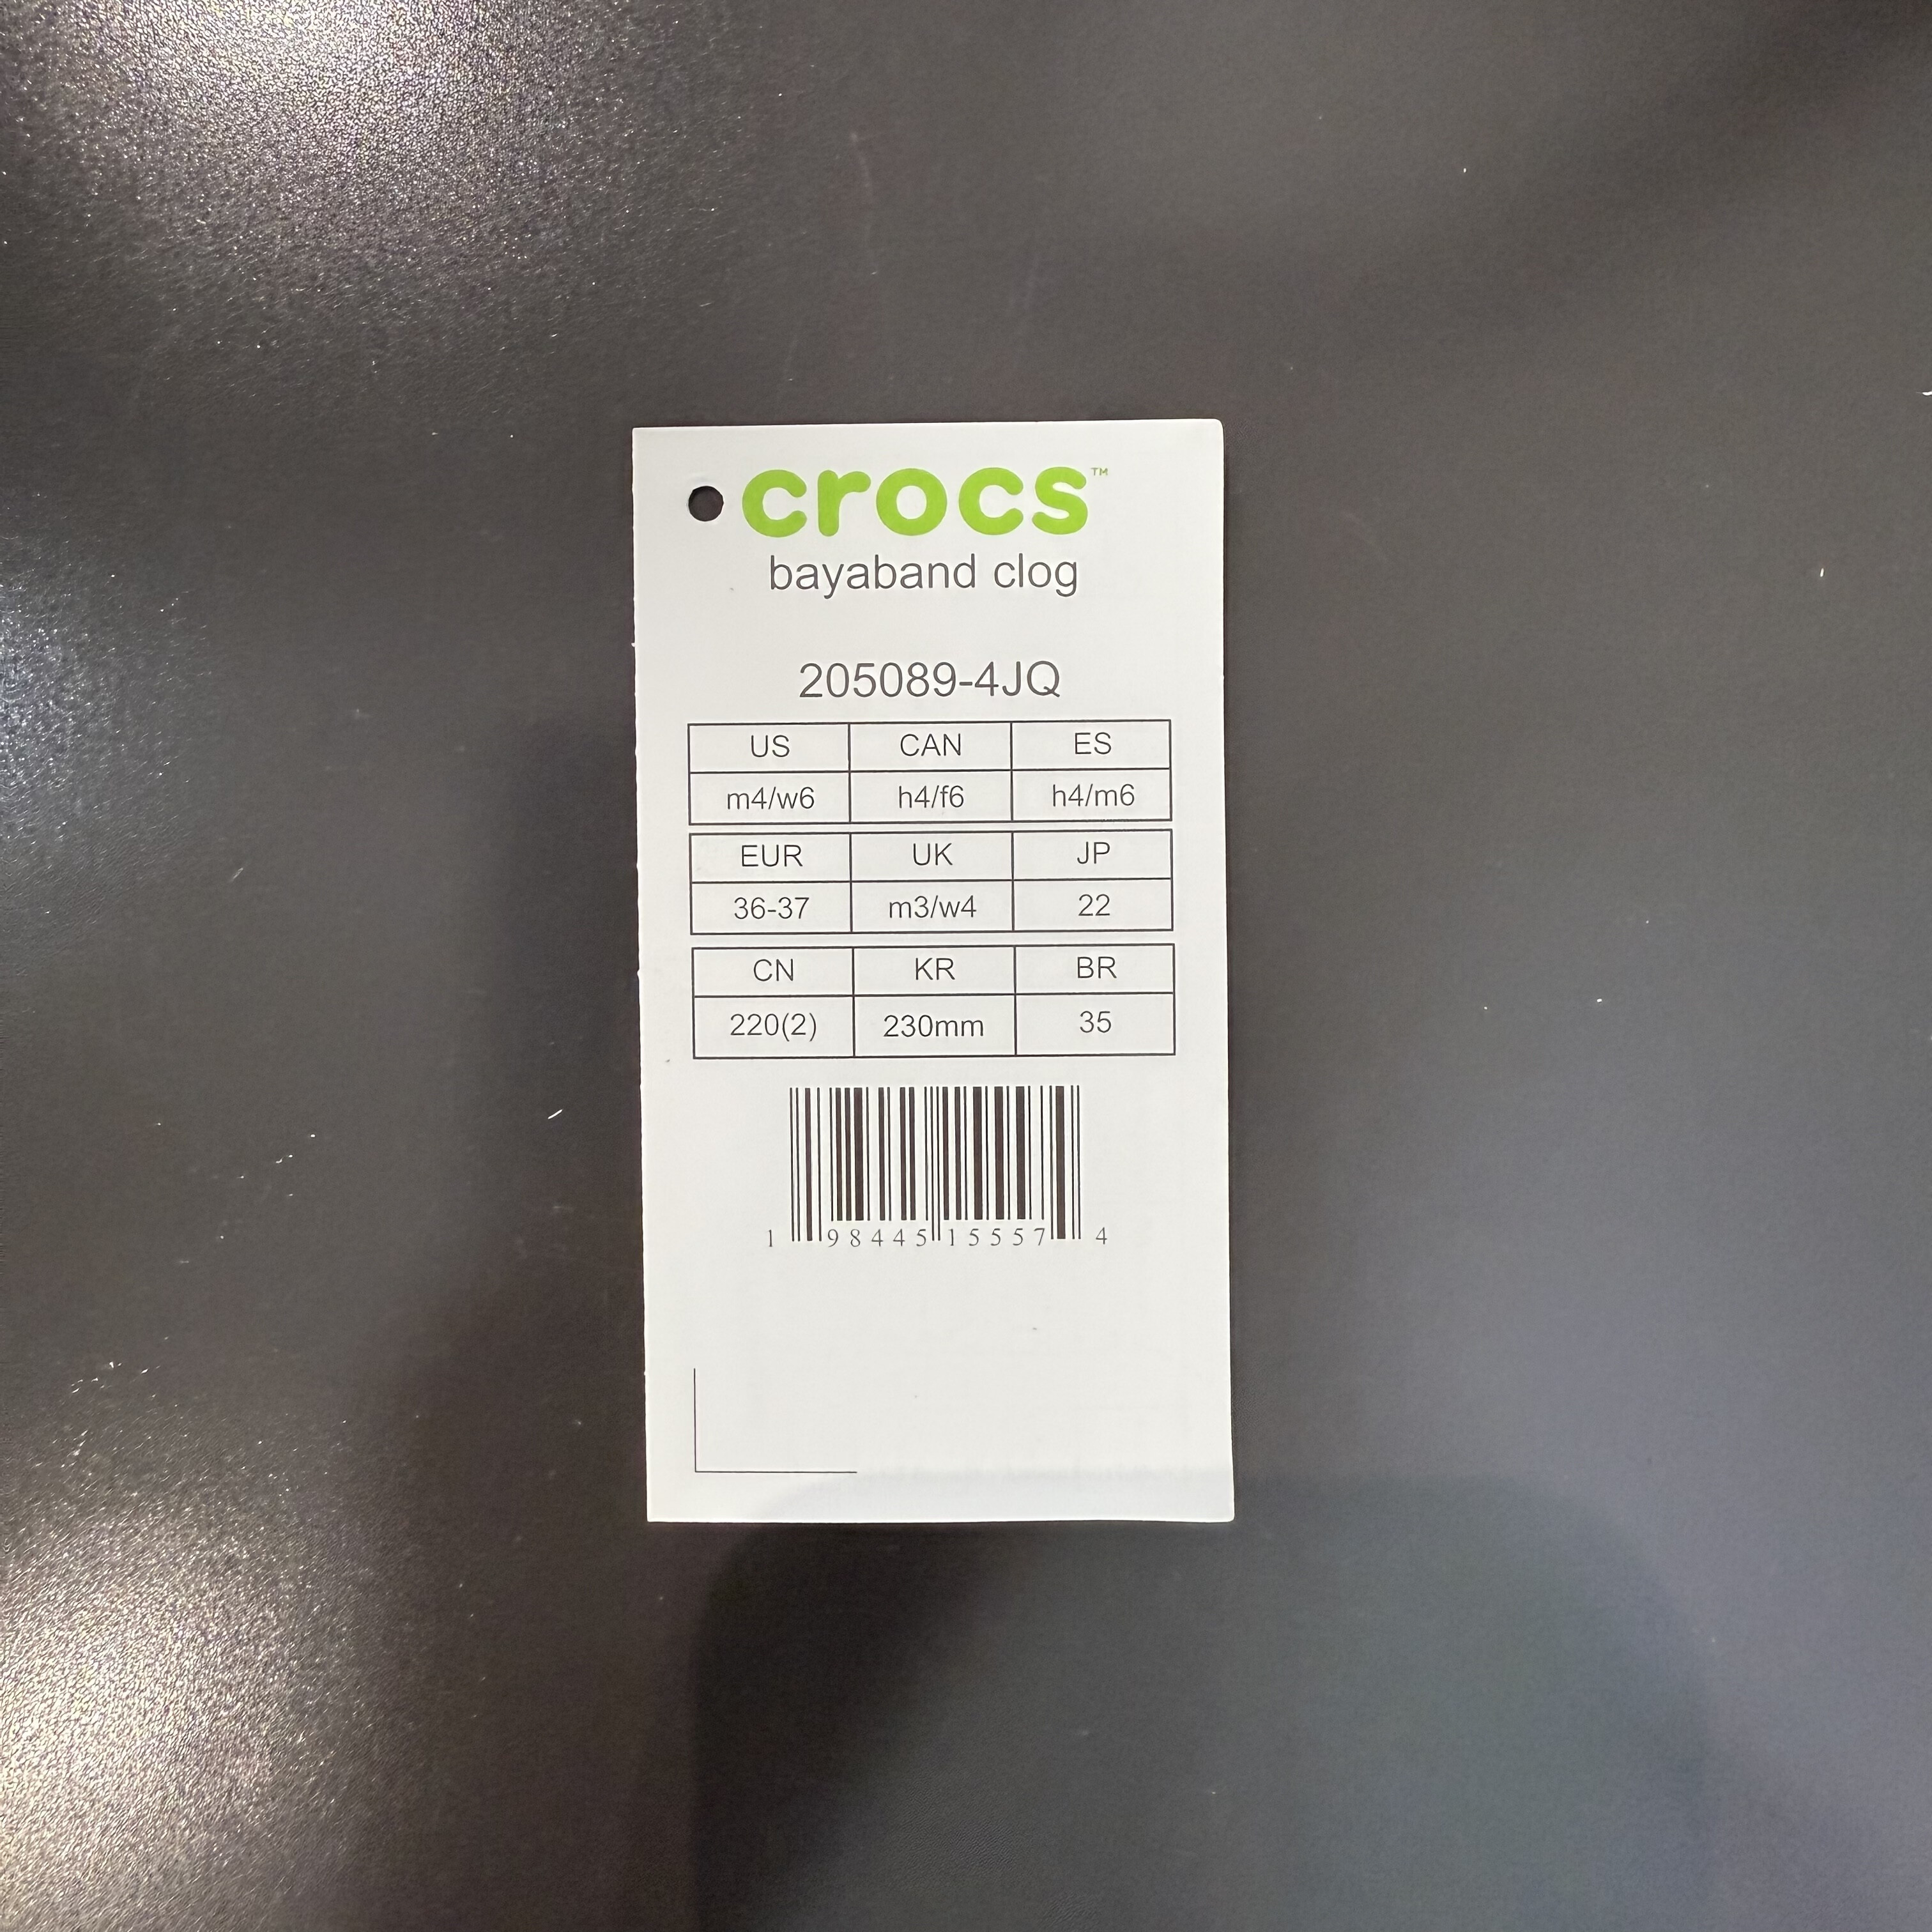 crocs™
bayaband clog
205089-4JQ
US CAN ES
m4/w6 h4/f6 h4/m6
EUR UK JP
36-37 m3/w4 22
CN KR BR
220(2) 230mm 35
1 98445 15557 4